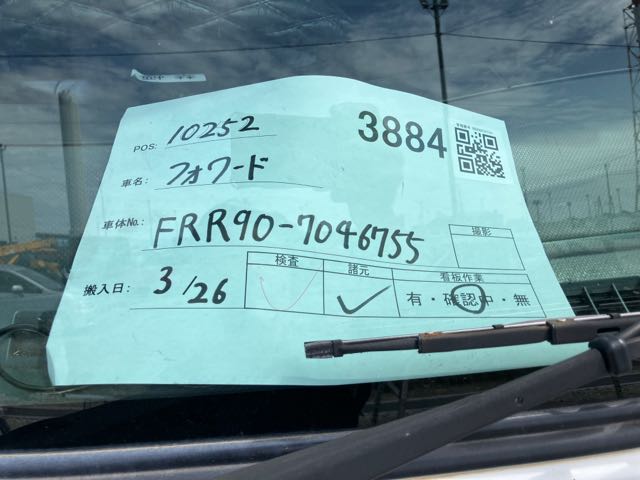 3884
POS: 10252
車名: フォワード
車体No.: FRR90-7046755
撮影
搬入日: 3/26
検査
諸元
看板作業
有・確認中・無